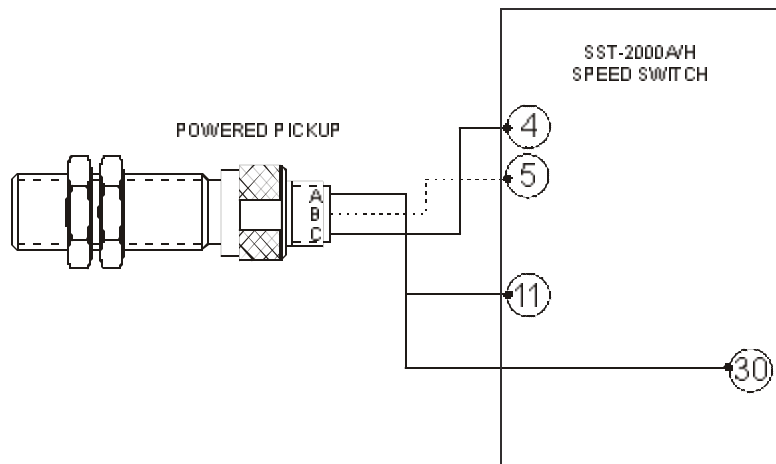 SST-2000A/H
SPEED SWITCH
POWERED PICKUP
4
5
A
B
C
11
30